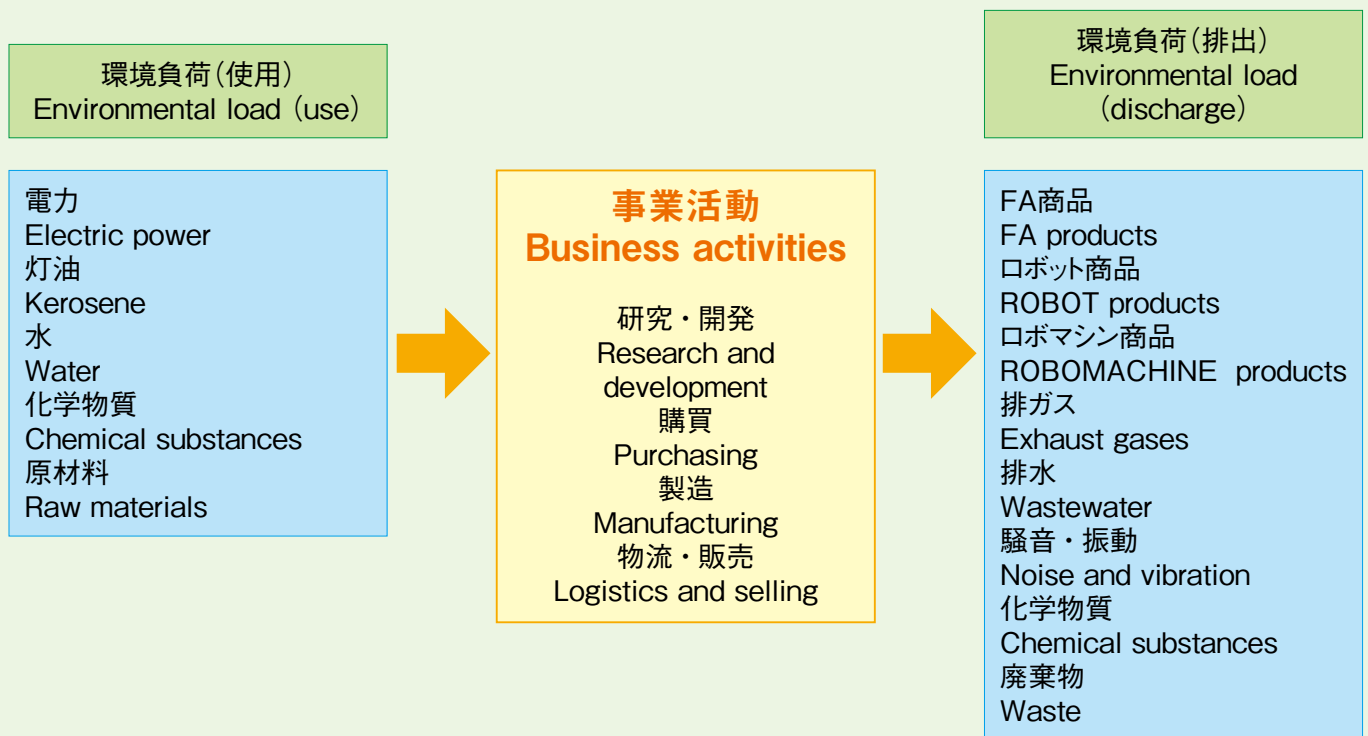 環境負荷（使用）
Environmental load（use）
電力
Electric power
灯油
Kerosene
水
Water
化学物質
Chemical substances
原材料
Raw materials
事業活動
Business activities
研究・開発
Research and
development
購買
Purchasing
製造
Manufacturing
物流・販売
Logistics and selling
環境負荷（排出）
Environmental load
（discharge）
FA商品
FA products
ロボット商品
ROBOT products
ロボマシン商品
ROBOMACHINE products
排ガス
Exhaust gases
排水
Wastewater
騒音・振動
Noise and vibration
化学物質
Chemical substances
廃棄物
Waste